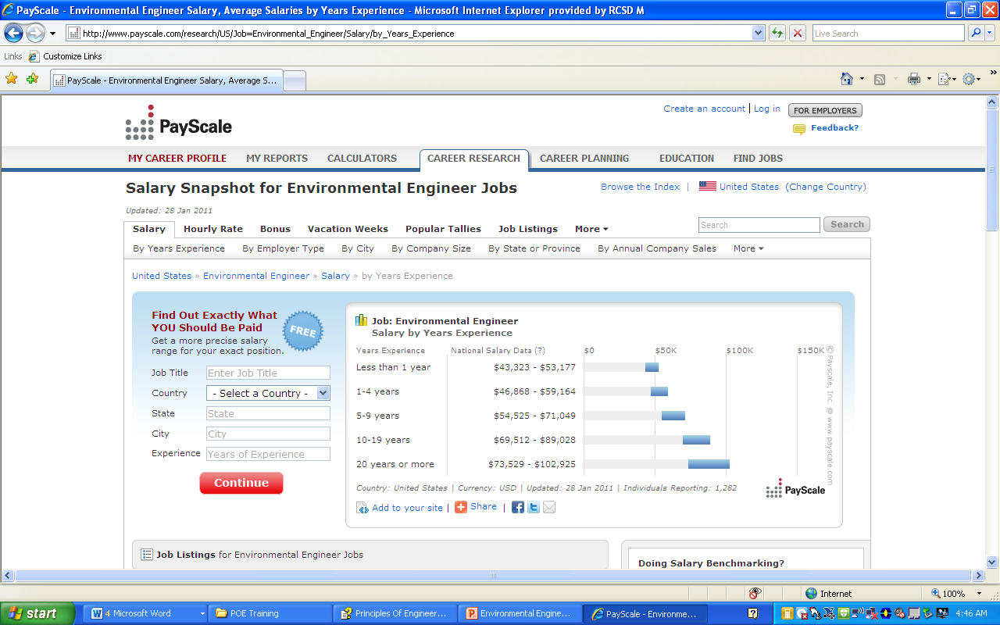 PayScale - Environmental Engineer Salary, Average Salaries by Years Experience - Microsoft Internet Explorer provided by RCSD M
http://www.payscale.com/research/US/Job=Environmental_Engineer/Salary/by_Years_Experience
Live Search
Links Customize Links
PayScale - Environmental Engineer Salary, Average S...
PayScale
Create an account | Log in FOR EMPLOYERS
Feedback?
MY CAREER PROFILE MY REPORTS CALCULATORS CAREER RESEARCH CAREER PLANNING EDUCATION FIND JOBS
Salary Snapshot for Environmental Engineer Jobs
Browse the Index | United States (Change Country)
Updated: 28 Jan 2011
Salary Hourly Rate Bonus Vacation Weeks Popular Tallies Job Listings More
Search Search
By Years Experience By Employer Type By City By Company Size By State or Province By Annual Company Sales More
United States » Environmental Engineer » Salary » by Years Experience
Find Out Exactly What
YOU Should Be Paid
FREE
Get a more precise salary
range for your exact position.
Job Title Enter Job Title
Country - Select a Country -
State State
City City
Experience Years of Experience
Continue
Job: Environmental Engineer
Salary by Years Experience
Years Experience National Salary Data (?) $0 $50K $100K $150K
Less than 1 year $43,323 - $53,177
1-4 years $46,868 - $59,164
5-9 years $54,525 - $71,049
10-19 years $69,512 - $89,028
20 years or more $73,529 - $102,925
© Payscale, Inc. @ www.payscale.com
Country: United States | Currency: USD | Updated: 28 Jan 2011 | Individuals Reporting: 1,282
PayScale
Add to your site | Share |
Job Listings for Environmental Engineer Jobs
Doing Salary Benchmarking?
Internet 100%
start 4 Microsoft Word POE Training Principles Of Engineer... Environmental Engine... PayScale - Environme... 4:46 AM